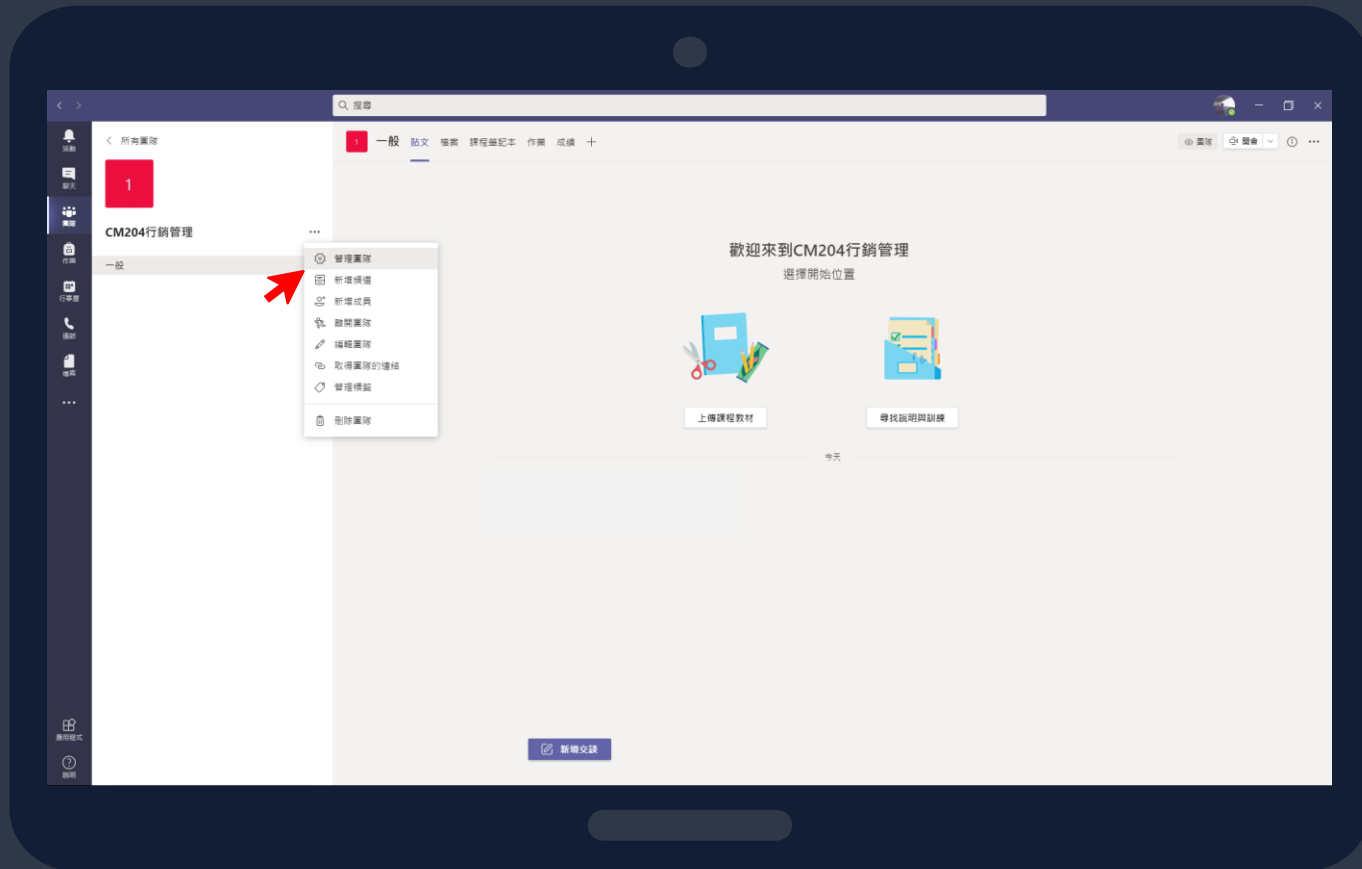 搜尋
活動
聊天
團隊
作業
行事曆
通話
檔案
應用程式
說明
所有團隊
1
CM204行銷管理
一般
管理團隊
新增頻道
新增成員
離開團隊
編輯團隊
取得團隊的連結
管理標籤
刪除團隊
1 一般 貼文 檔案 課程筆記本 作業 成績
團隊 開會
歡迎來到CM204行銷管理
選擇開始位置
上傳課程教材 尋找說明與訓練
今天
新增交談